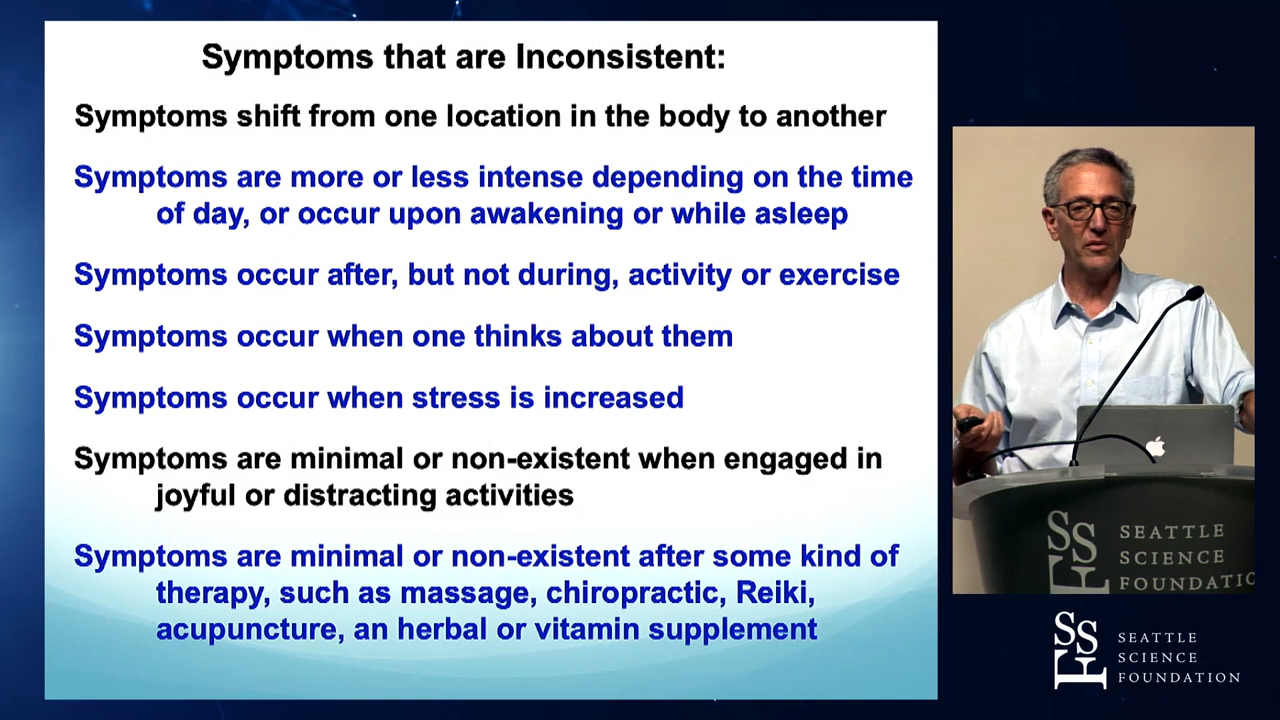 Symptoms that are Inconsistent:
Symptoms shift from one location in the body to another
Symptoms are more or less intense depending on the time
of day, or occur upon awakening or while asleep
Symptoms occur after, but not during, activity or exercise
Symptoms occur when one thinks about them
Symptoms occur when stress is increased
Symptoms are minimal or non-existent when engaged in
joyful or distracting activities
Symptoms are minimal or non-existent after some kind of
therapy, such as massage, chiropractic, Reiki,
acupuncture, an herbal or vitamin supplement
SSF
SEATTLE
SCIENCE
FOUNDATIO
SSF
SEATTLE
SCIENCE
FOUNDATION